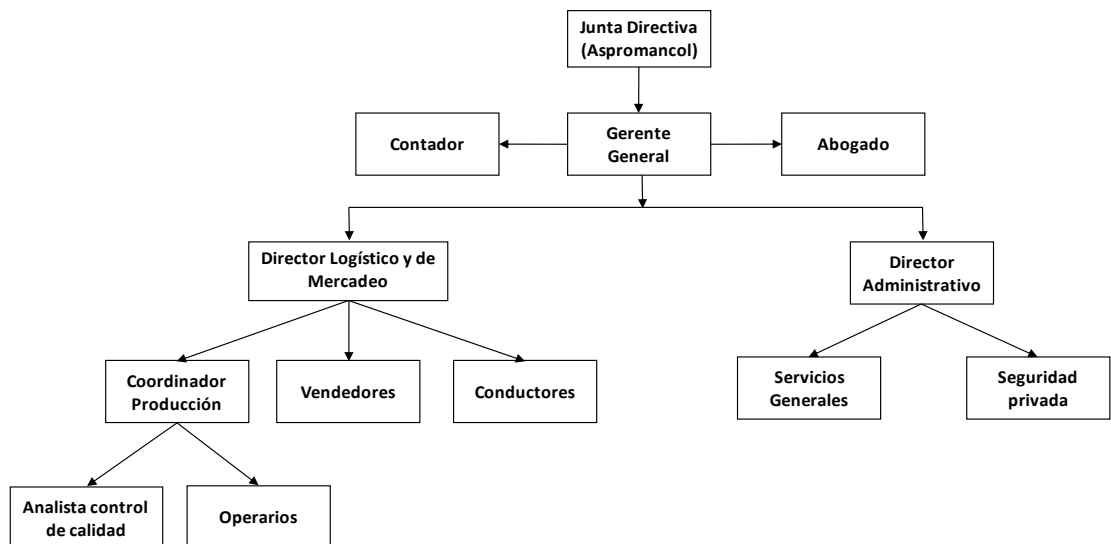 Junta Directiva
(Aspromancol)
Contador
Gerente
General
Abogado
Director Logístico y de
Mercadeo
Director
Administrativo
Coordinador
Producción
Vendedores
Conductores
Servicios
Generales
Seguridad
privada
Analista control
de calidad
Operarios